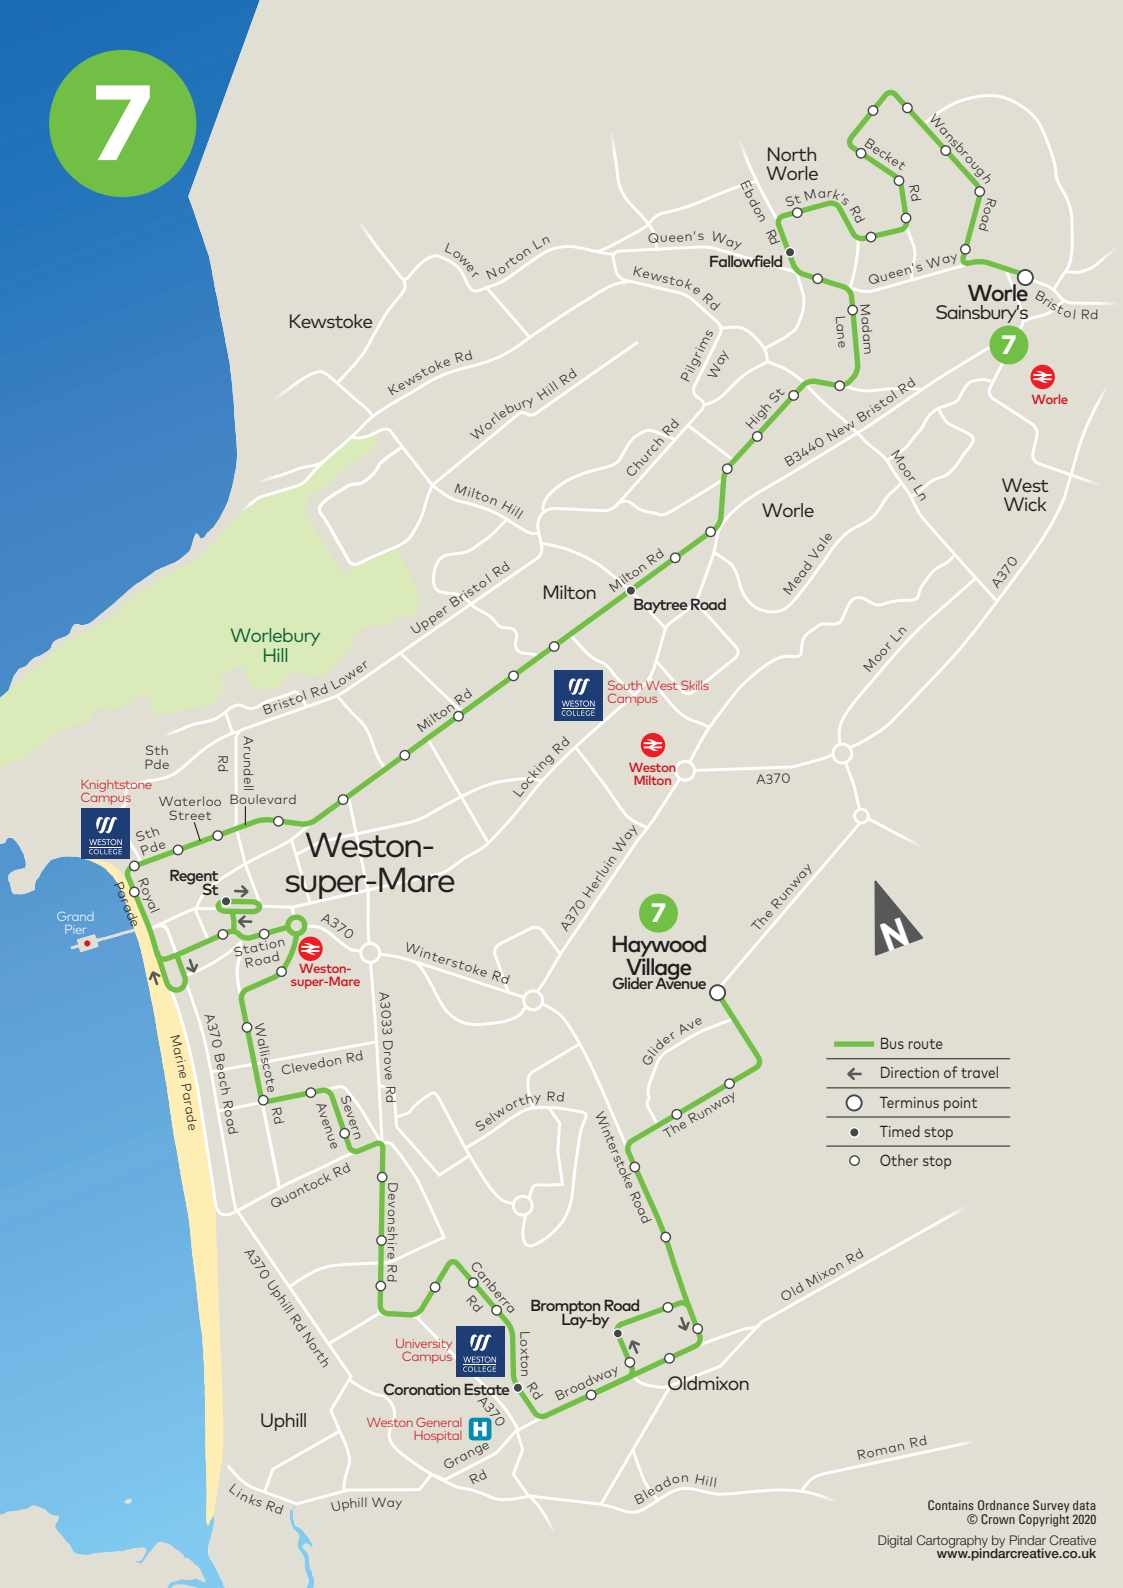 7
North
Worle
Ebdon Rd
St Mark's Rd
Becket
Rd
Wansbrough
Road
Queen's Way
Fallowfield
Queen's Way
Worle
Sainsbury's
Bristol Rd
7
Worle
Lower
Norton Ln
Kewstoke Rd
Kewstoke
Madam
Lane
Pilgrims
Way
Kewstoke Rd
Worlebury Hill Rd
High St
B3440 New Bristol Rd
Church Rd
Moor Ln
West
Wick
Milton Hill
Worle
Mead Vale
A370
Upper Bristol Rd
Milton
Milton Rd
Baytree Road
Worlebury
Hill
Moor Ln
Bristol Rd Lower
WESTON
COLLEGE
South West Skills
Campus
Milton Rd
Sth
Pde
Arundell
Rd
Locking Rd
Weston
Milton
A370
Knightstone
Campus
WESTON
COLLEGE
Waterloo
Street
Boulevard
Sth
Pde
Weston-
super-Mare
Regent
St
Royal
Parade
Grand
Pier
A370 Herluin Way
The Runway
A370
Station
Road
Weston-
super-Mare
Winterstoke Rd
7
Haywood
Village
Glider Avenue
N
A3033 Drove Rd
A370 Beach Road
Marine Parade
Walliscote
Rd
Clevedon Rd
Glider Ave
Bus route
Direction of travel
Terminus point
Timed stop
Other stop
Severn
Avenue
Selworthy Rd
Winterstoke Road
The Runway
Quantock Rd
Devonshire Rd
A370 Uphill Rd North
Canberra
Rd
Old Mixon Rd
Brompton Road
Lay-by
University
Campus
WESTON
COLLEGE
Loxton
Rd
Broadway
Oldmixon
Coronation Estate
A370
Uphill
Weston General
Hospital
H
Grange
Rd
Roman Rd
Bleadon Hill
Links Rd
Uphill Way
Contains Ordnance Survey data
© Crown Copyright 2020
Digital Cartography by Pindar Creative
www.pindarcreative.co.uk